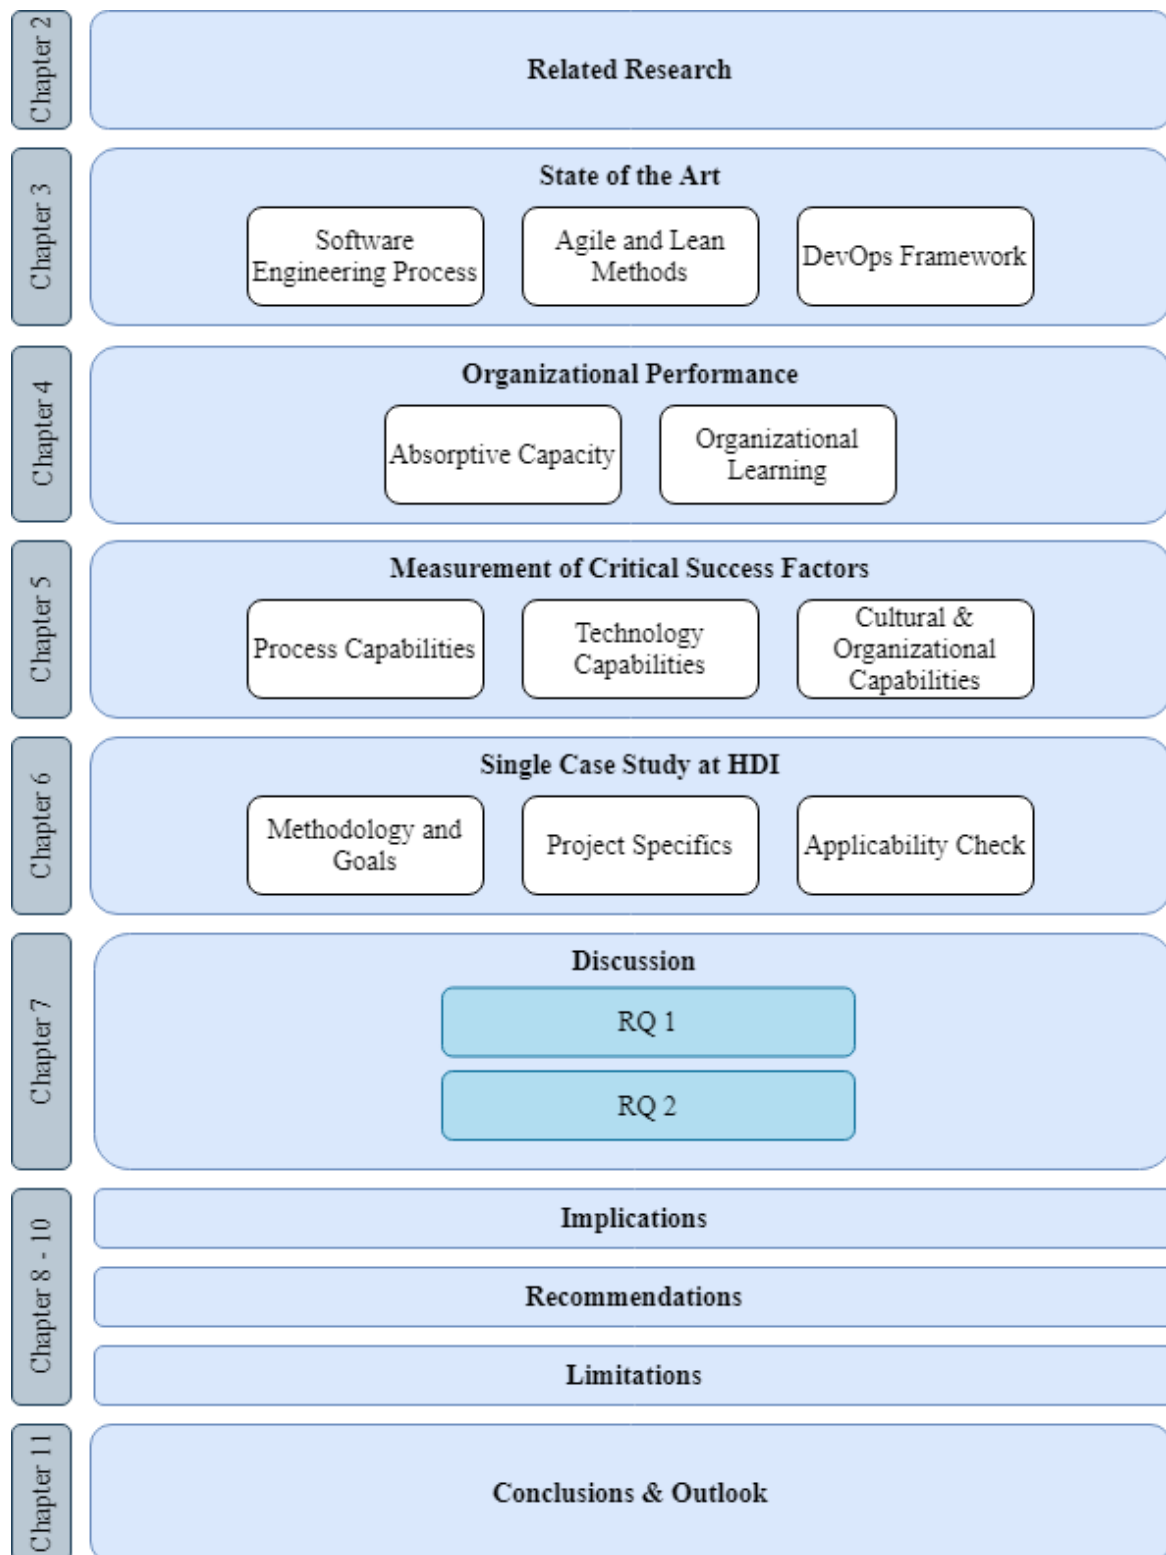 Chapter 2
Related Research
Chapter 3
State of the Art
Software
Engineering Process
Agile and Lean
Methods
DevOps Framework
Chapter 4
Organizational Performance
Absorptive Capacity
Organizational
Learning
Chapter 5
Measurement of Critical Success Factors
Process Capabilities
Technology
Capabilities
Cultural &
Organizational
Capabilities
Chapter 6
Single Case Study at HDI
Methodology and
Goals
Project Specifics
Applicability Check
Chapter 7
Discussion
RQ 1
RQ 2
Chapter 8 - 10
Implications
Recommendations
Limitations
Chapter 11
Conclusions & Outlook